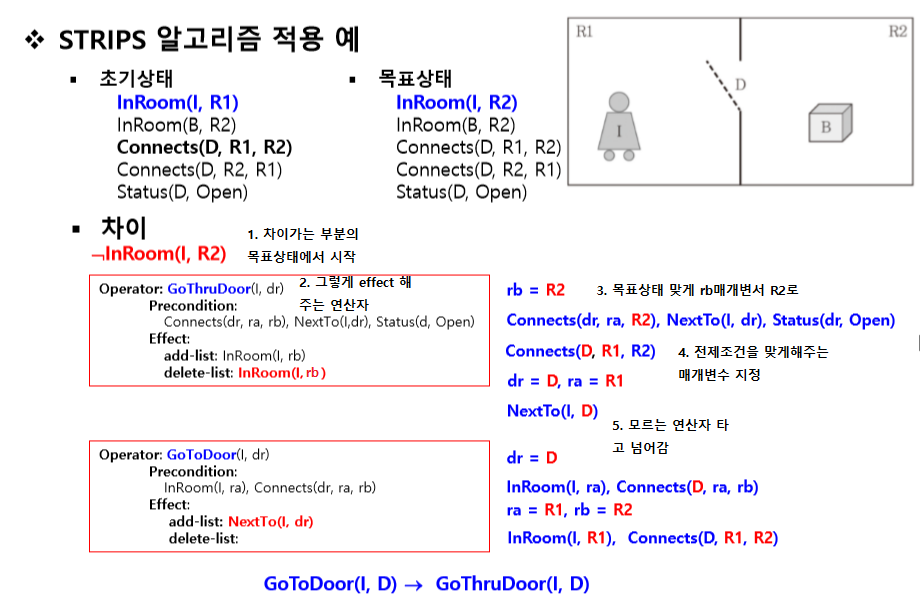 ❖ STRIPS 알고리즘 적용 예
▪ 초기상태
InRoom(I, R1)
InRoom(B, R2)
Connects(D, R1, R2)
Connects(D, R2, R1)
Status(D, Open)
▪ 목표상태
InRoom(I, R2)
InRoom(B, R2)
Connects(D, R1, R2)
Connects(D, R2, R1)
Status(D, Open)
R1
R2
D
I
B
▪ 차이
¬InRoom(I, R2)
1. 차이가는 부분의
목표상태에서 시작
Operator: GoThruDoor(I, dr)
Precondition:
Connects(dr, ra, rb), NextTo(I,dr), Status(d, Open)
Effect:
add-list: InRoom(I, rb)
delete-list: InRoom(I, rb)
2. 그렇게 effect 해
주는 연산자
rb = R2
3. 목표상태 맞게 rb매개변서 R2로
Connects(dr, ra, R2), NextTo(I, dr), Status(dr, Open)
Connects(D, R1, R2)
4. 전제조건을 맞게해주는
매개변수 지정
dr = D, ra = R1
NextTo(I, D)
5. 모르는 연산자 타
고 넘어감
Operator: GoToDoor(I, dr)
Precondition:
InRoom(I, ra), Connects(dr, ra, rb)
Effect:
add-list: NextTo(I, dr)
delete-list:
dr = D
InRoom(I, ra), Connects(D, ra, rb)
ra = R1, rb = R2
InRoom(I, R1), Connects(D, R1, R2)
GoToDoor(I, D) → GoThruDoor(I, D)